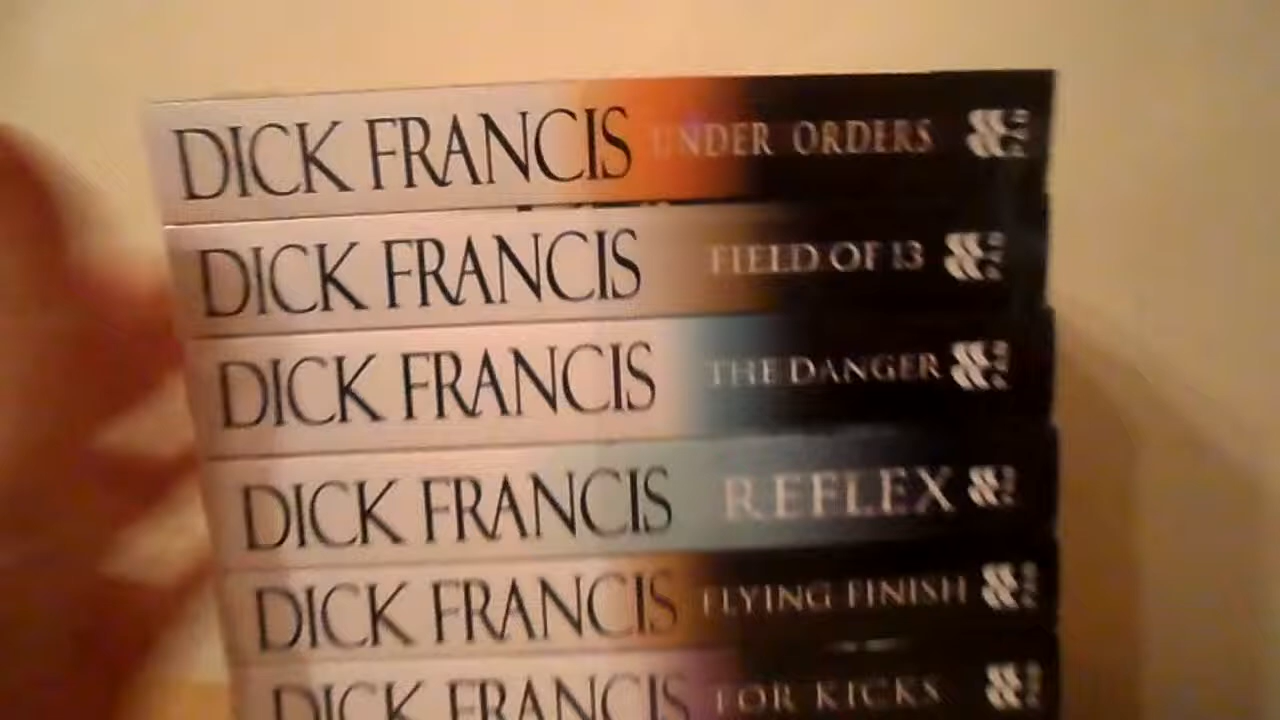 DICK FRANCIS UNDER ORDERS
DICK FRANCIS FIELD OF 13
DICK FRANCIS THE DANGER
DICK FRANCIS REFLEX
DICK FRANCIS FLYING FINISH
DICK FRANCIS FOR KICKS